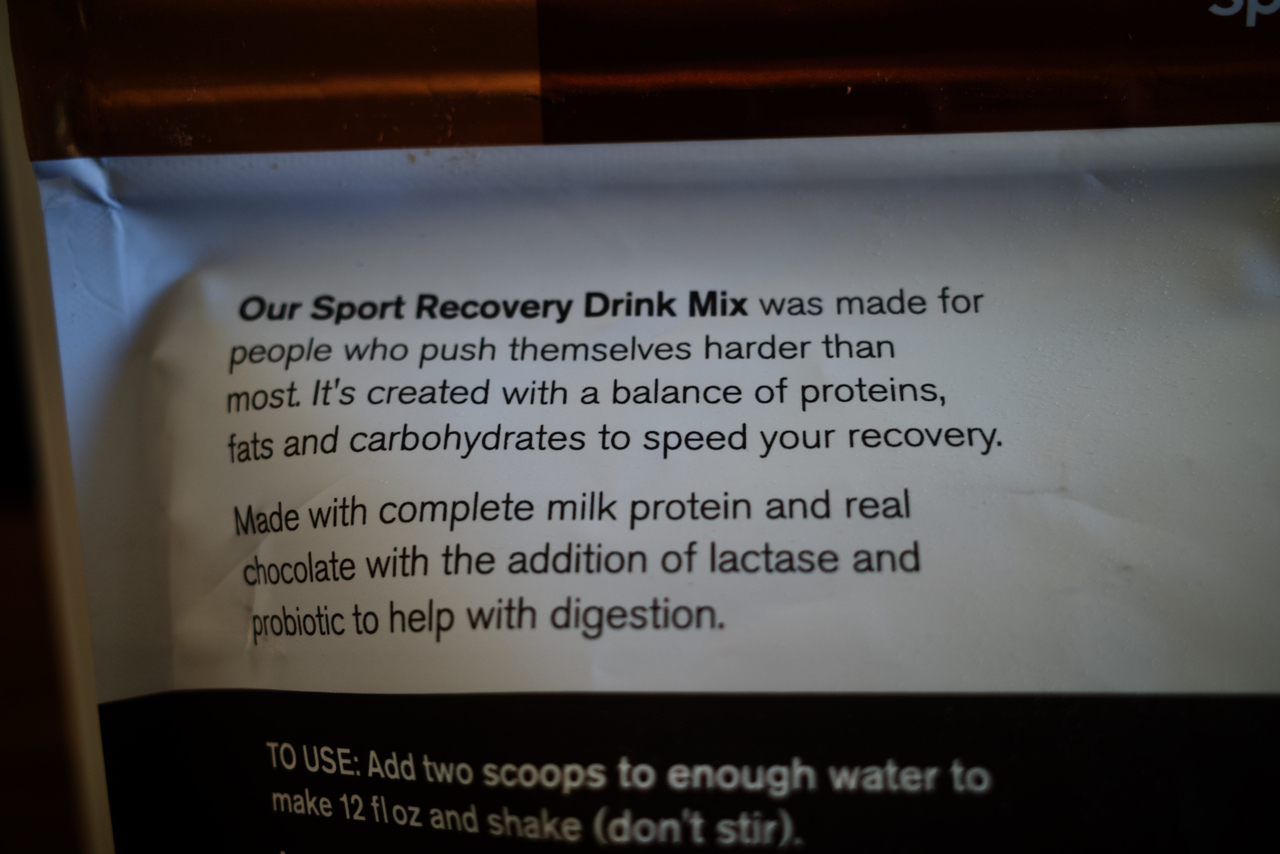 Sp
Our Sport Recovery Drink Mix was made for
people who push themselves harder than
most. It's created with a balance of proteins,
fats and carbohydrates to speed your recovery.
Made with complete milk protein and real
chocolate with the addition of lactase and
probiotic to help with digestion.
TO USE: Add two scoops to enough water to
make 12 fl oz and shake (don't stir).